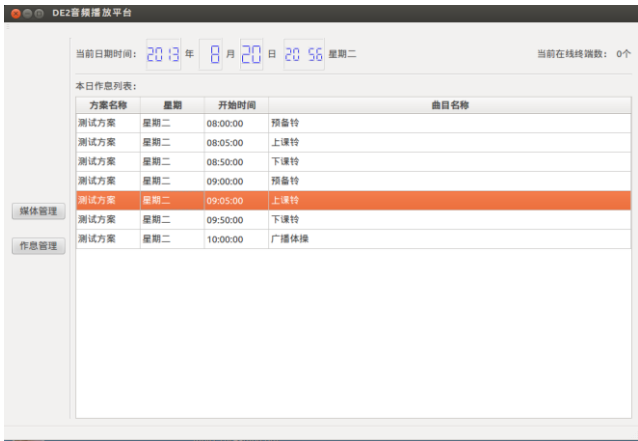 DE2音频播放平台
当前日期时间: 2013 年 8 月 20 日 20 56 星期二 当前在线终端数: 0个
本日作息列表:
方案名称 星期 开始时间 曲目名称
测试方案 星期二 08:00:00 预备铃
测试方案 星期二 08:05:00 上课铃
测试方案 星期二 08:50:00 下课铃
测试方案 星期二 09:00:00 预备铃
测试方案 星期二 09:05:00 上课铃
媒体管理
测试方案 星期二 09:50:00 下课铃
作息管理
测试方案 星期二 10:00:00 广播体操